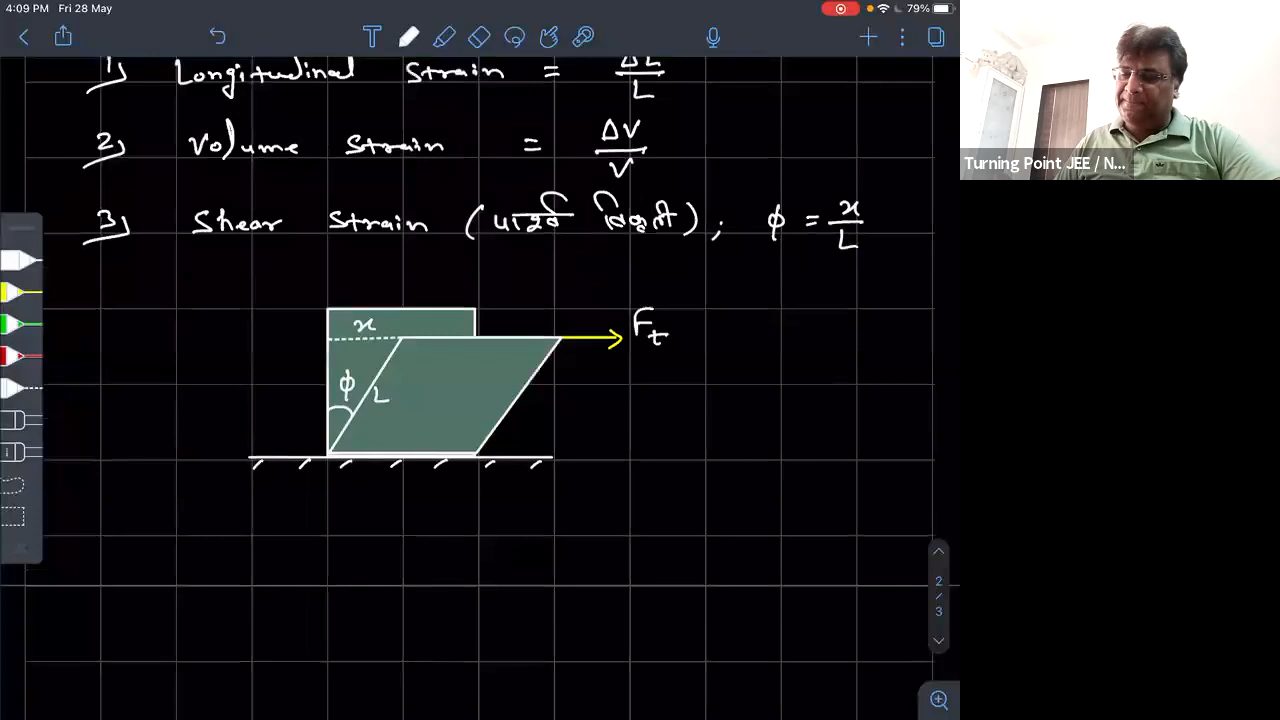 4:09 PM Fri 28 May
79%
1) Longitudinal Strain = ΔL/L
2) Volume Strain = ΔV/V
3) Shear Strain ( ); φ = x/L
x
φ
L
Ft
2/3
Turning Point JEE / N...